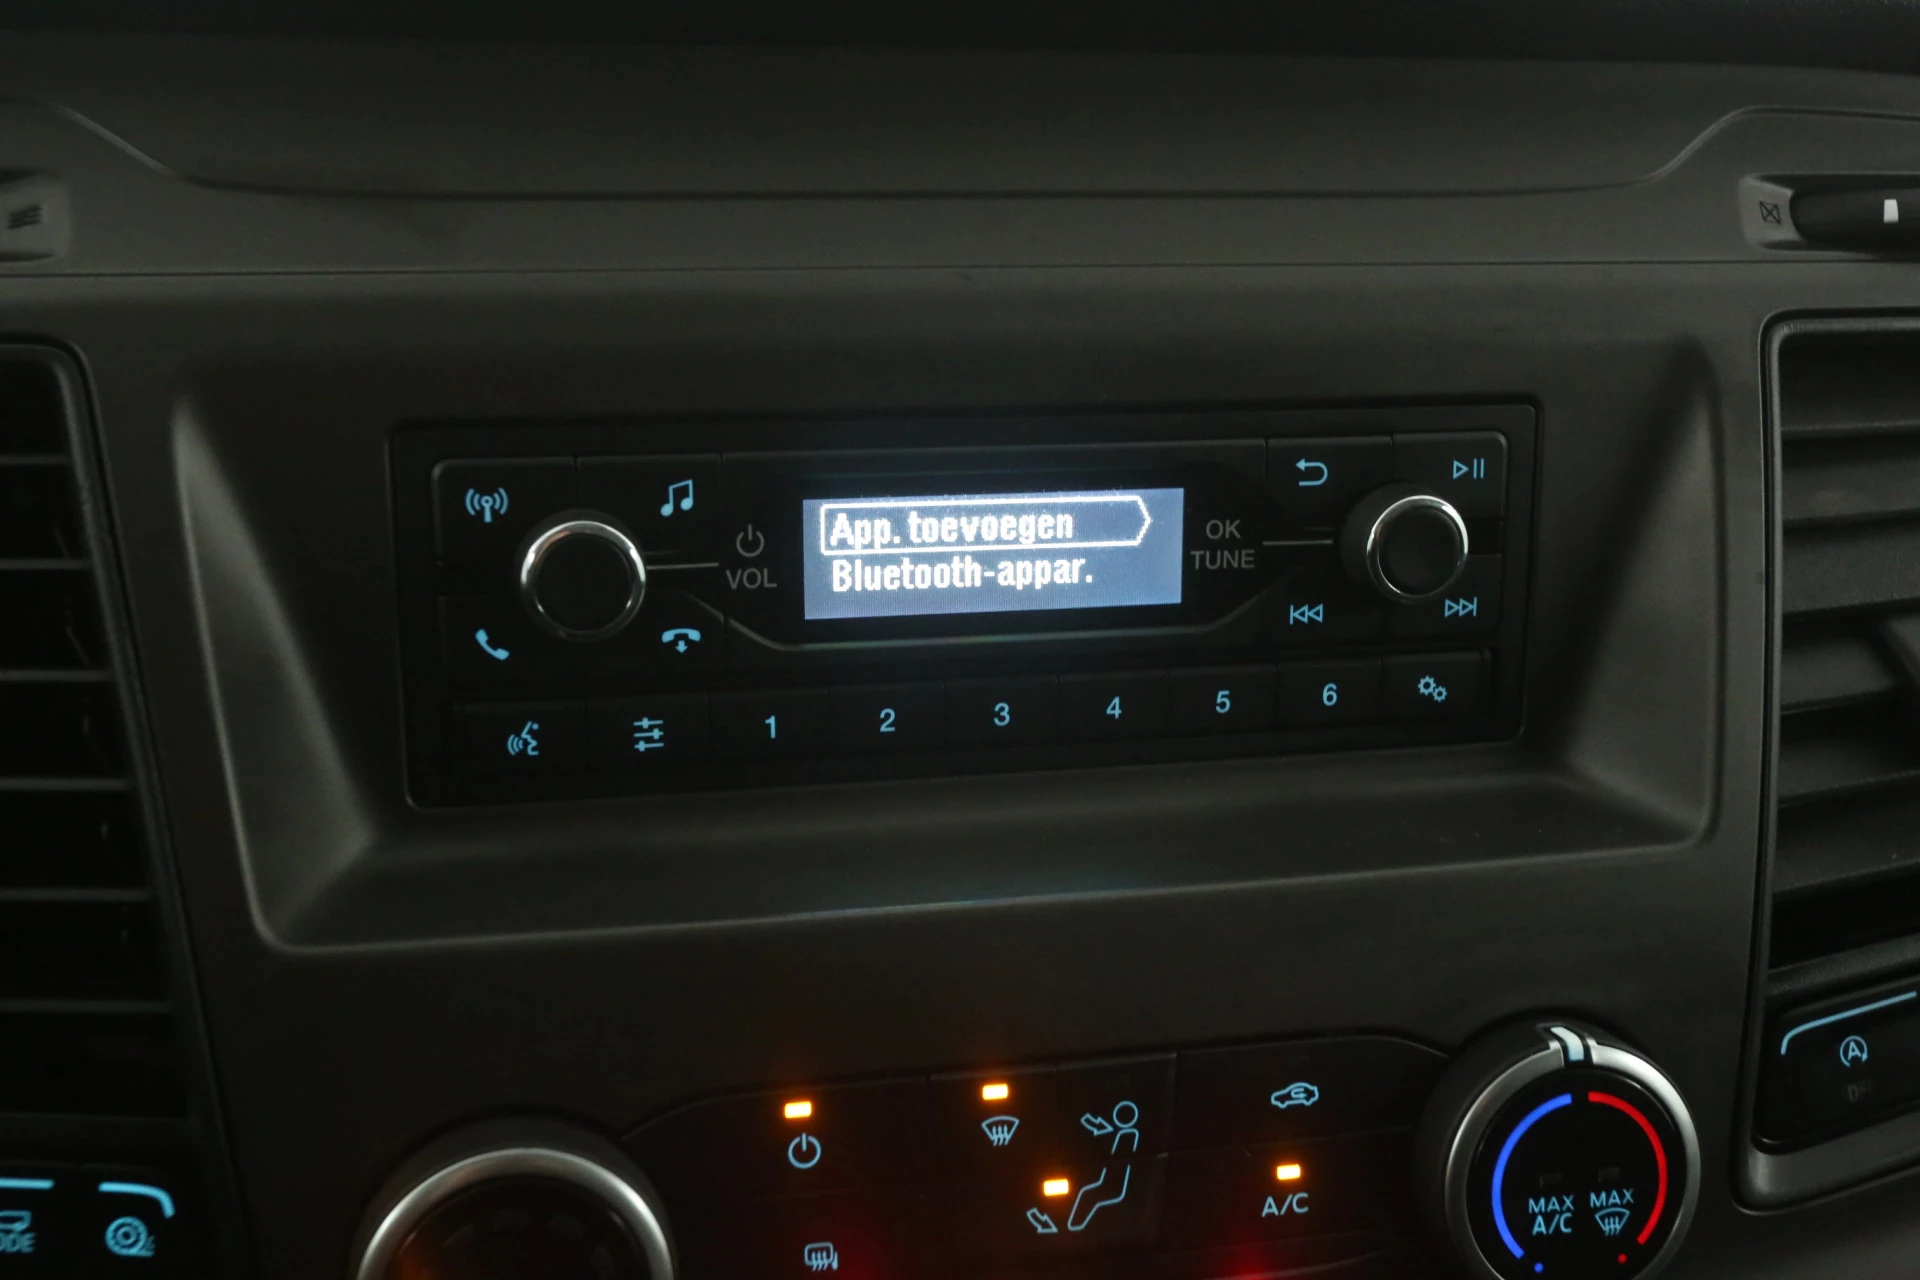 App. toevoegen
Bluetooth-appar.
VOL
OK
TUNE
1 2 3 4 5 6
A/C
MAX A/C
MAX